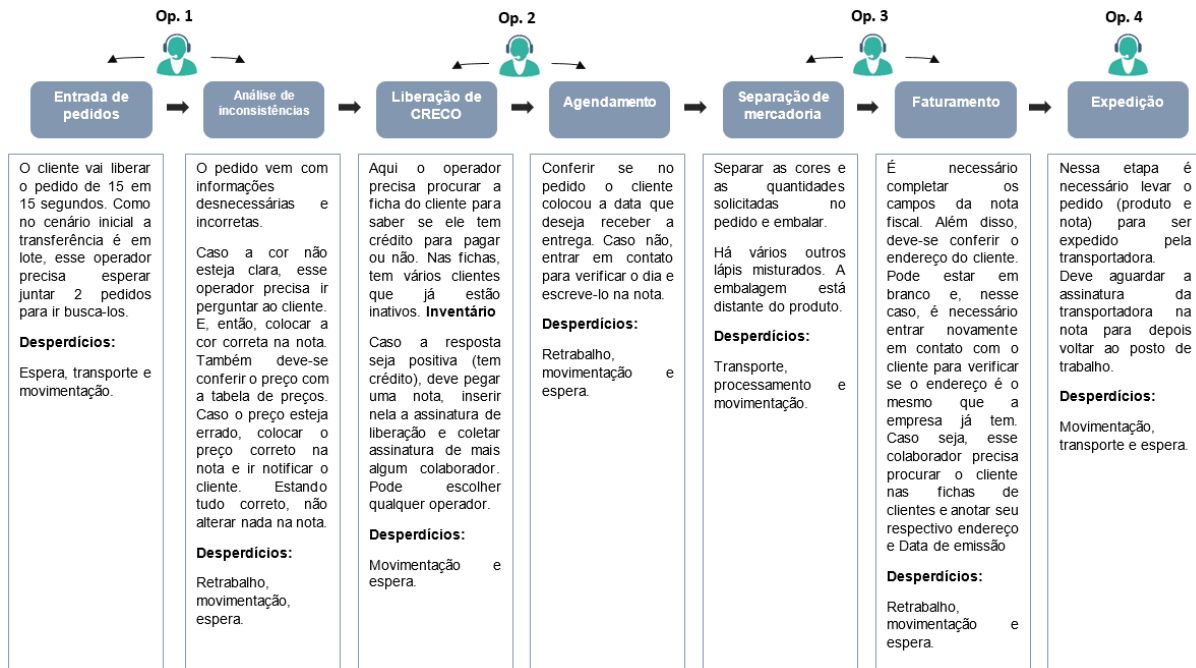 Op. 1
Op. 2
Op. 3
Op. 4
Entrada de
pedidos
Análise de
inconsistências
Liberação de
CRECO
Agendamento
Separação de
mercadoria
Faturamento
Expedição
O cliente vai liberar
o pedido de 15 em
15 segundos. Como
no cenário inicial a
transferência é em
lote, esse operador
precisa esperar
juntar 2 pedidos
para ir busca-los.
Desperdícios:
Espera, transporte e
movimentação.
O pedido vem com
informações
desnecessárias e
incorretas.
Caso a cor não
esteja clara, esse
operador precisa ir
perguntar ao cliente.
E, então, colocar a
cor correta na nota.
Também deve-se
conferir o preço com
a tabela de preços.
Caso o preço esteja
errado, colocar o
preço correto na
nota e ir notificar o
cliente. Estando
tudo correto, não
alterar nada na nota.
Desperdícios:
Retrabalho,
movimentação,
espera.
Aqui o operador
precisa procurar a
ficha do cliente para
saber se ele tem
crédito para pagar
ou não. Nas fichas,
tem vários clientes
que já estão
inativos. Inventário
Caso a resposta
seja positiva (tem
crédito), deve pegar
uma nota, inserir
nela a assinatura de
liberação e coletar
assinatura de mais
algum colaborador.
Pode escolher
qualquer operador.
Desperdícios:
Movimentação e
espera.
Conferir se no
pedido o cliente
colocou a data que
deseja receber a
entrega. Caso não,
entrar em contato
para verificar o dia e
escreve-lo na nota.
Desperdícios:
Retrabalho,
movimentação e
espera.
Separar as cores e
as quantidades
solicitadas no
pedido e embalar.
Há vários outros
lápis misturados. A
embalagem está
distante do produto.
Desperdícios:
Transporte,
processamento e
movimentação.
É necessário
completar os
campos da nota
fiscal. Além disso,
deve-se conferir o
endereço do cliente.
Pode estar em
branco e, nesse
caso, é necessário
entrar novamente
em contato com o
cliente para verificar
se o endereço é o
mesmo que a
empresa já tem.
Caso seja, esse
colaborador precisa
procurar o cliente
nas fichas de
clientes e anotar seu
respectivo endereço
e Data de emissão
Desperdícios:
Retrabalho,
movimentação e
espera.
Nessa etapa é
necessário levar o
pedido (produto e
nota) para ser
expedido pela
transportadora.
Deve aguardar a
assinatura da
transportadora na
nota para depois
voltar ao posto de
trabalho.
Desperdícios:
Movimentação,
transporte e espera.